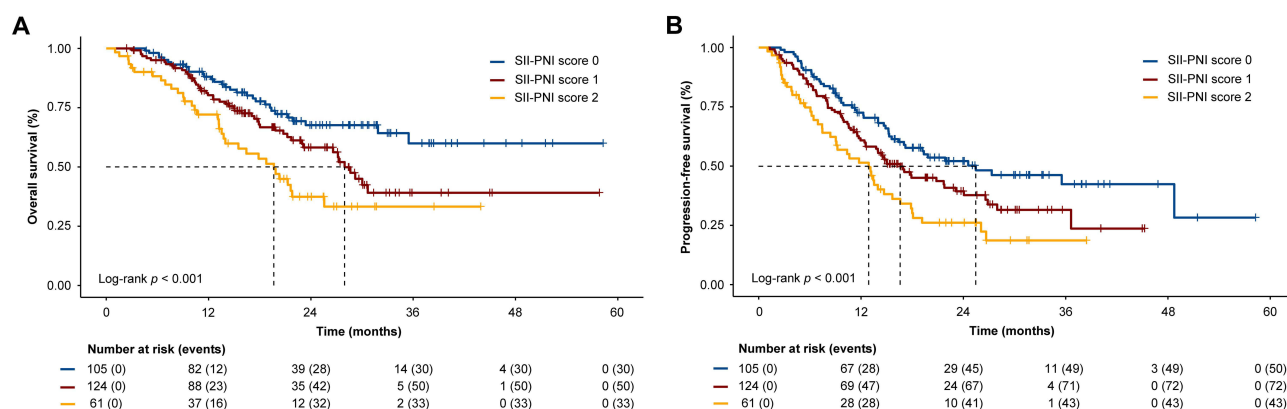 A
1.00
0.75
0.50
0.25
0.00
Overall survival (%)
SII-PNI score 0
SII-PNI score 1
SII-PNI score 2
Log-rank p < 0.001
0 12 24 36 48 60
Time (months)
Number at risk (events)
105 (0) 82 (12) 39 (28) 14 (30) 4 (30) 0 (30)
124 (0) 88 (23) 35 (42) 5 (50) 1 (50) 0 (50)
61 (0) 37 (16) 12 (32) 2 (33) 0 (33) 0 (33)
B
1.00
0.75
0.50
0.25
0.00
Progression-free survival (%)
SII-PNI score 0
SII-PNI score 1
SII-PNI score 2
Log-rank p < 0.001
0 12 24 36 48 60
Time (months)
Number at risk (events)
105 (0) 67 (28) 29 (45) 11 (49) 3 (49) 0 (50)
124 (0) 69 (47) 24 (67) 4 (71) 0 (72) 0 (72)
61 (0) 28 (28) 10 (41) 1 (43) 0 (43) 0 (43)